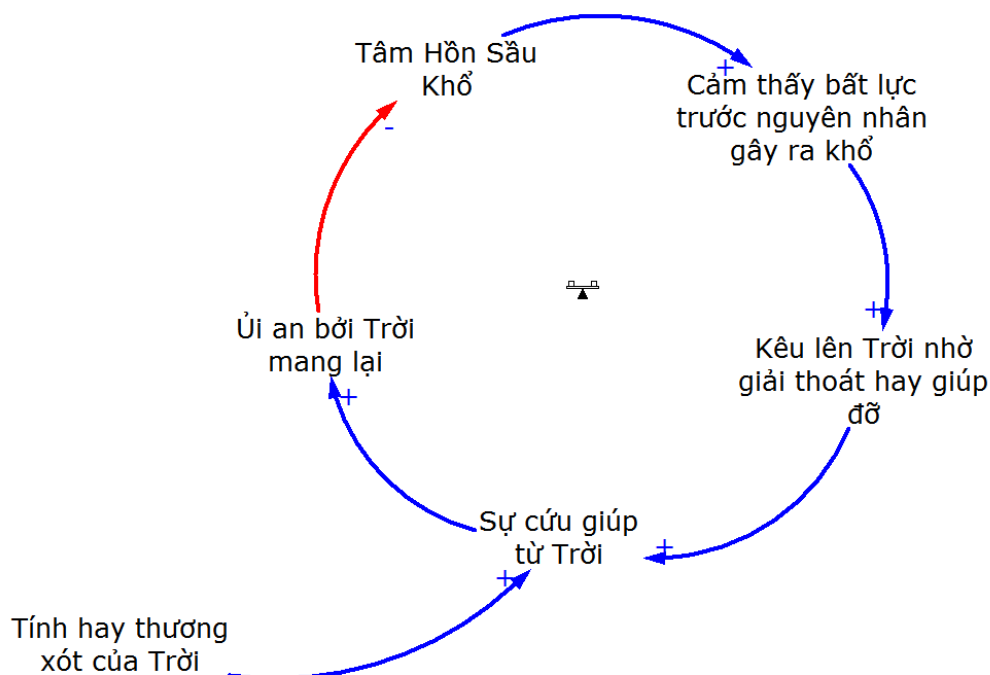 Tâm Hồn Sầu
Khổ
+
Cảm thấy bất lực
trước nguyên nhân
gây ra khổ
-
+
Ủi an bởi Trời
mang lại
Kêu lên Trời nhờ
giải thoát hay giúp
đỡ
+
Sự cứu giúp
từ Trời
+
+
Tính hay thương
xót của Trời